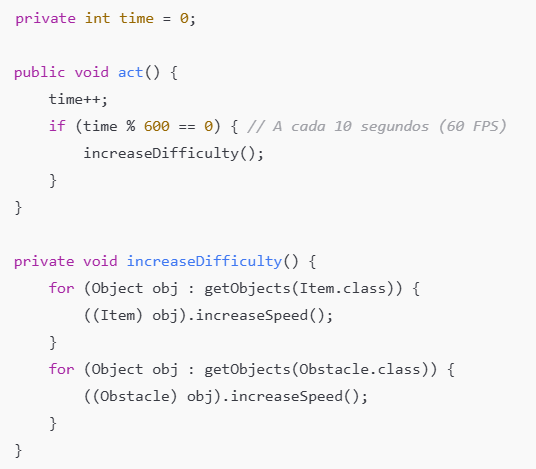 private int time = 0;
public void act() {
time++;
if (time % 600 == 0) { // A cada 10 segundos (60 FPS)
increaseDifficulty();
}
}
private void increaseDifficulty() {
for (Object obj : getObjects(Item.class)) {
((Item) obj).increaseSpeed();
}
for (Object obj : getObjects(Obstacle.class)) {
((Obstacle) obj).increaseSpeed();
}
}